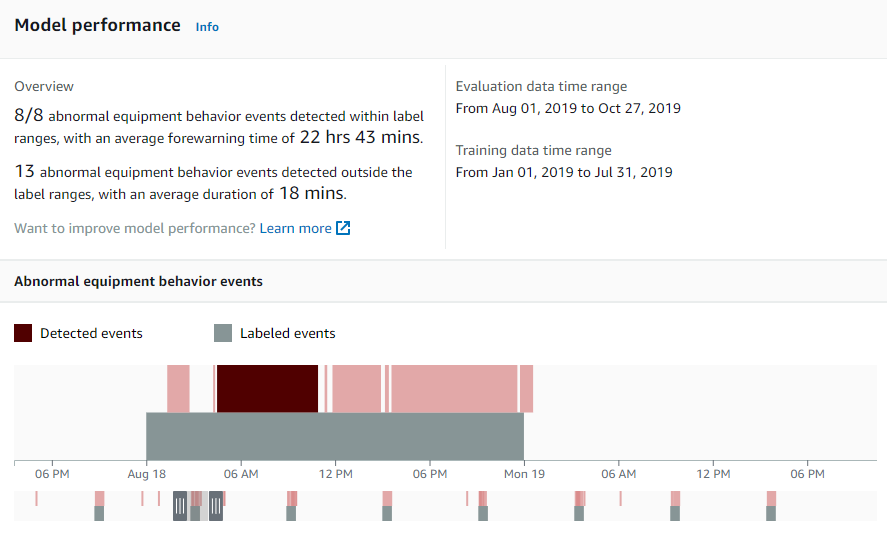 Model performance Info
Overview
8/8 abnormal equipment behavior events detected within label
ranges, with an average forewarning time of 22 hrs 43 mins.
13 abnormal equipment behavior events detected outside the
label ranges, with an average duration of 18 mins.
Want to improve model performance? Learn more
Evaluation data time range
From Aug 01, 2019 to Oct 27, 2019
Training data time range
From Jan 01, 2019 to Jul 31, 2019
Abnormal equipment behavior events
Detected events Labeled events
06 PM Aug 18 06 AM 12 PM 06 PM Mon 19 06 AM 12 PM 06 PM